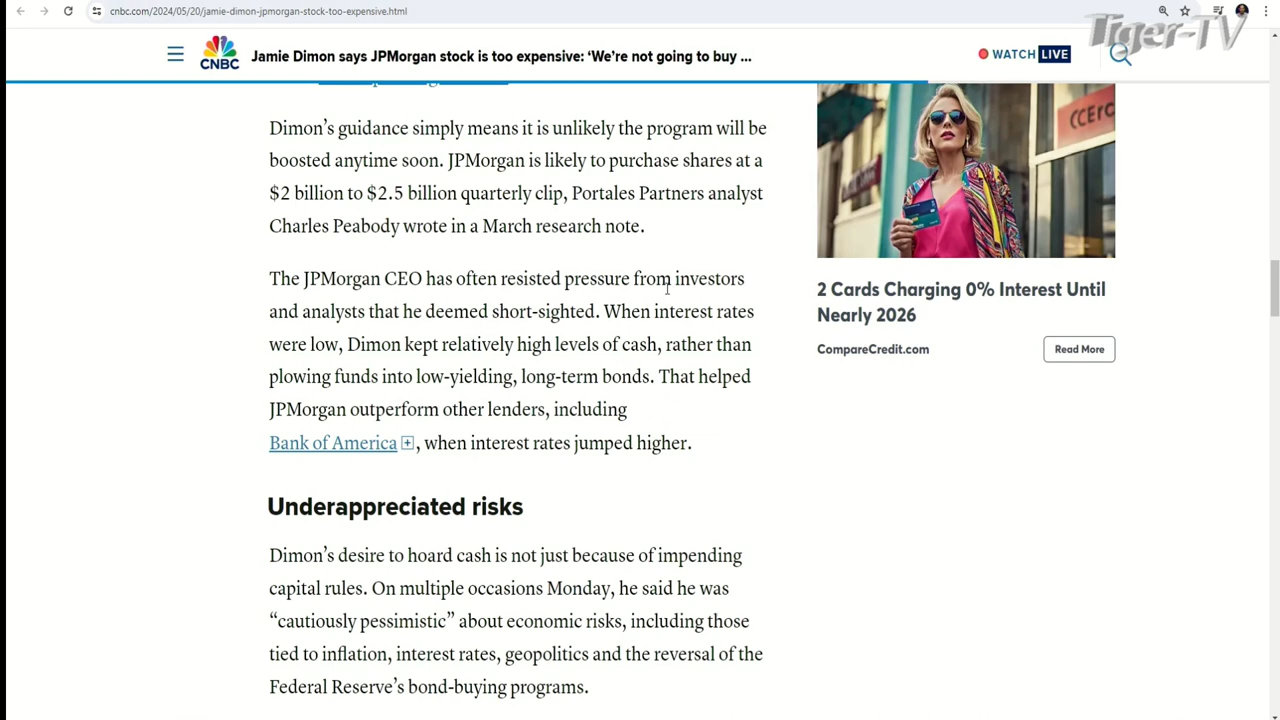 cnbc.com/2024/05/20/jamie-dimon-jpmorgan-stock-too-expensive.html
Tiger-TV
CNBC
Jamie Dimon says JPMorgan stock is too expensive: ‘We’re not going to buy ...
WATCH LIVE
Dimon’s guidance simply means it is unlikely the program will be
boosted anytime soon. JPMorgan is likely to purchase shares at a
$2 billion to $2.5 billion quarterly clip, Portales Partners analyst
Charles Peabody wrote in a March research note.
The JPMorgan CEO has often resisted pressure from investors
and analysts that he deemed short-sighted. When interest rates
were low, Dimon kept relatively high levels of cash, rather than
plowing funds into low-yielding, long-term bonds. That helped
JPMorgan outperform other lenders, including
Bank of America, when interest rates jumped higher.
Underappreciated risks
Dimon’s desire to hoard cash is not just because of impending
capital rules. On multiple occasions Monday, he said he was
“cautiously pessimistic” about economic risks, including those
tied to inflation, interest rates, geopolitics and the reversal of the
Federal Reserve’s bond-buying programs.
2 Cards Charging 0% Interest Until
Nearly 2026
CompareCredit.com
Read More